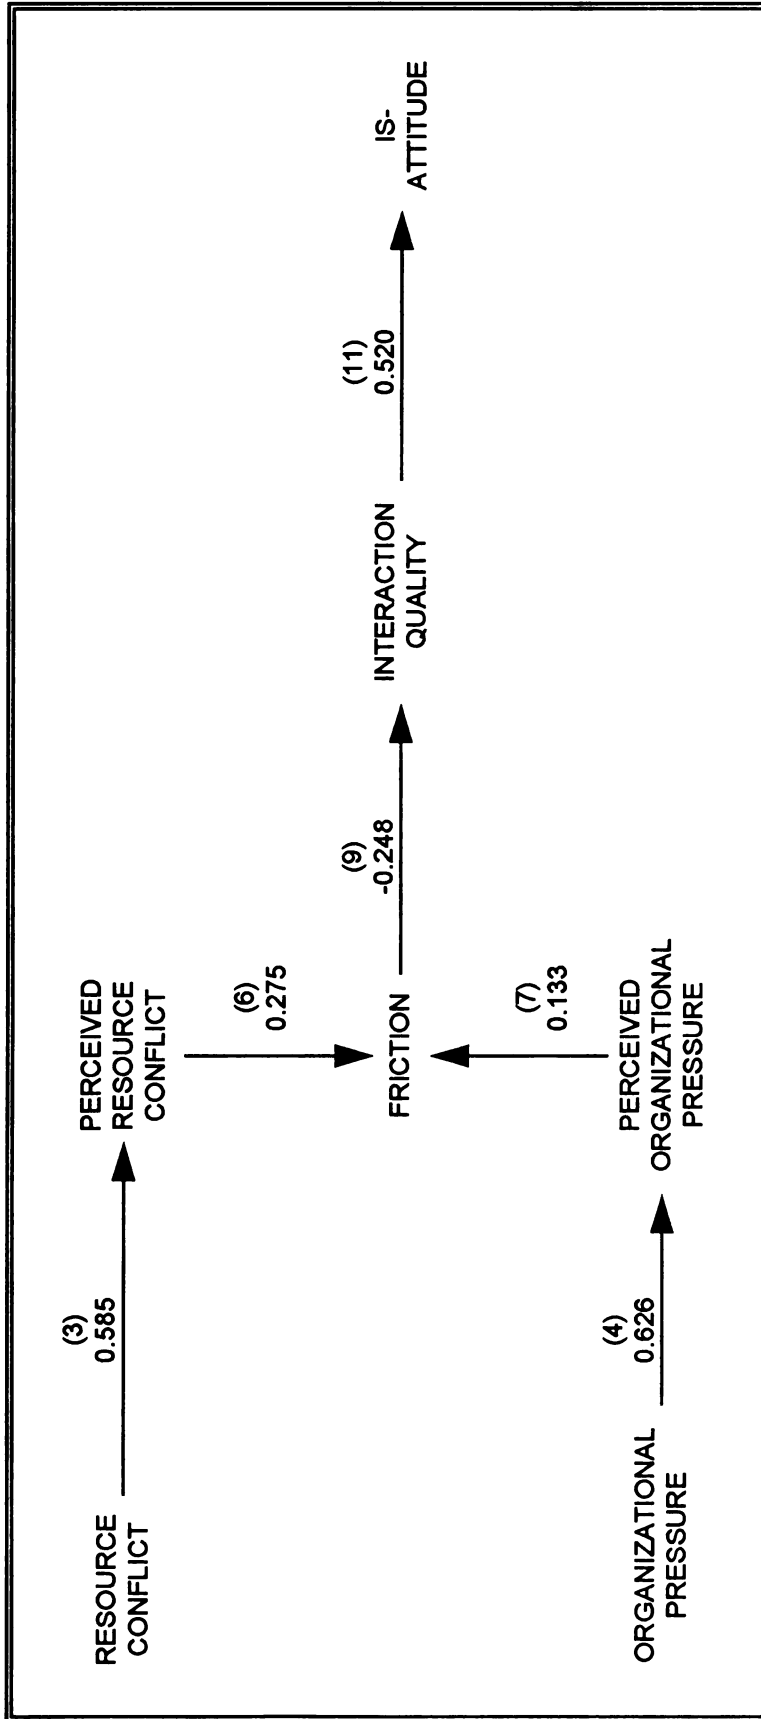 RESOURCE
CONFLICT
(3)
0.585
PERCEIVED
RESOURCE
CONFLICT
(6)
0.275
FRICTION
(9)
-0.248
INTERACTION
QUALITY
(11)
0.520
IS-
ATTITUDE
(7)
0.133
ORGANIZATIONAL
PRESSURE
(4)
0.626
PERCEIVED
ORGANIZATIONAL
PRESSURE